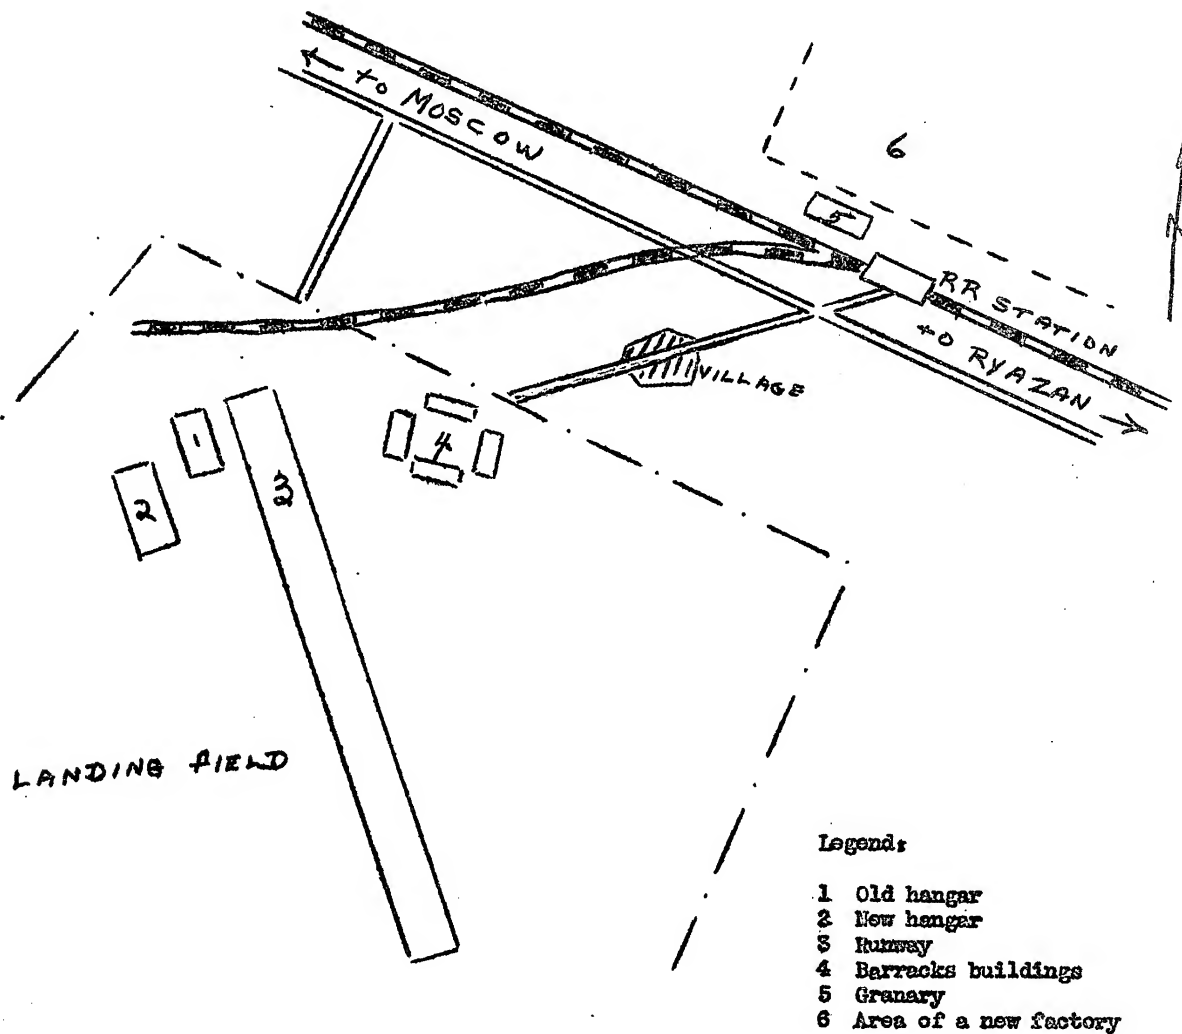 ← to MOSCOW
6
5
RR STATION
to RYAZAN →
VILLAGE
1
4
3
2
LANDING FIELD
Legend:
1 Old hangar
2 New hangar
3 Runway
4 Barracks buildings
5 Granary
6 Area of a new factory